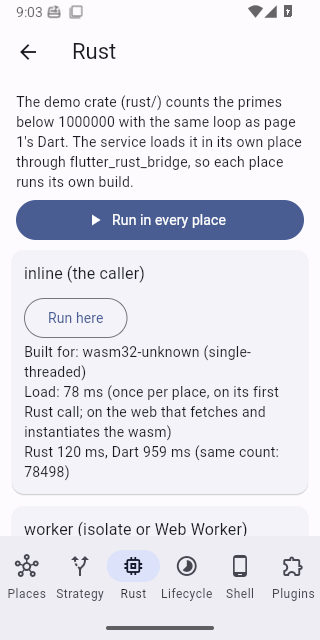 9:03
Rust
The demo crate (rust/) counts the primes
below 1000000 with the same loop as page
1's Dart. The service loads it in its own place
through flutter_rust_bridge, so each place
runs its own build.
Run in every place
inline (the caller)
Run here
Built for: wasm32-unknown (single-
threaded)
Load: 78 ms (once per place, on its first
Rust call; on the web that fetches and
instantiates the wasm)
Rust 120 ms, Dart 959 ms (same count:
78498)
worker (isolate or Web Worker)
Places Strategy Rust Lifecycle Shell Plugins